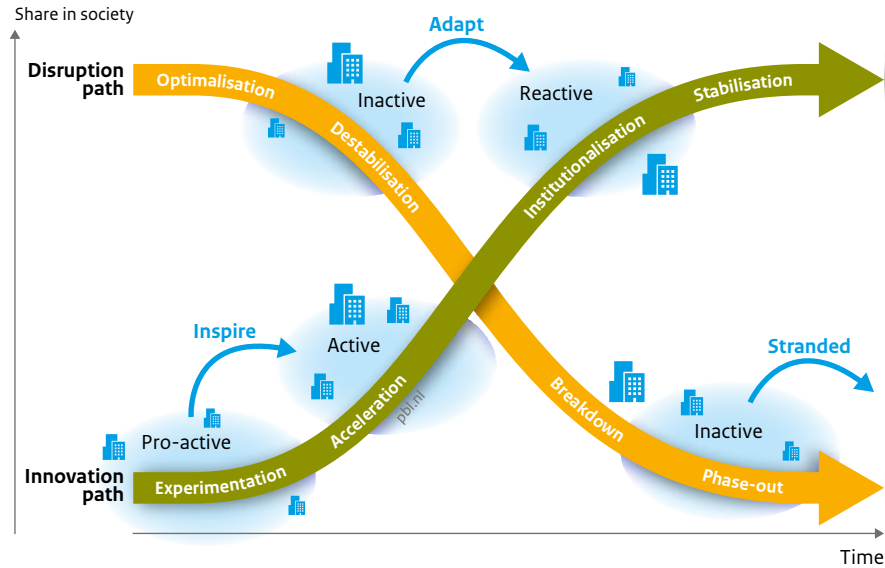 Share in society
Adapt
Disruption
path
Optimalisation
Inactive
Reactive
Stabilisation
Destabilisation
Institutionalisation
Inspire
Active
Stranded
Acceleration
pbl.nl
Breakdown
Pro-active
Inactive
Innovation
path
Experimentation
Phase-out
Time